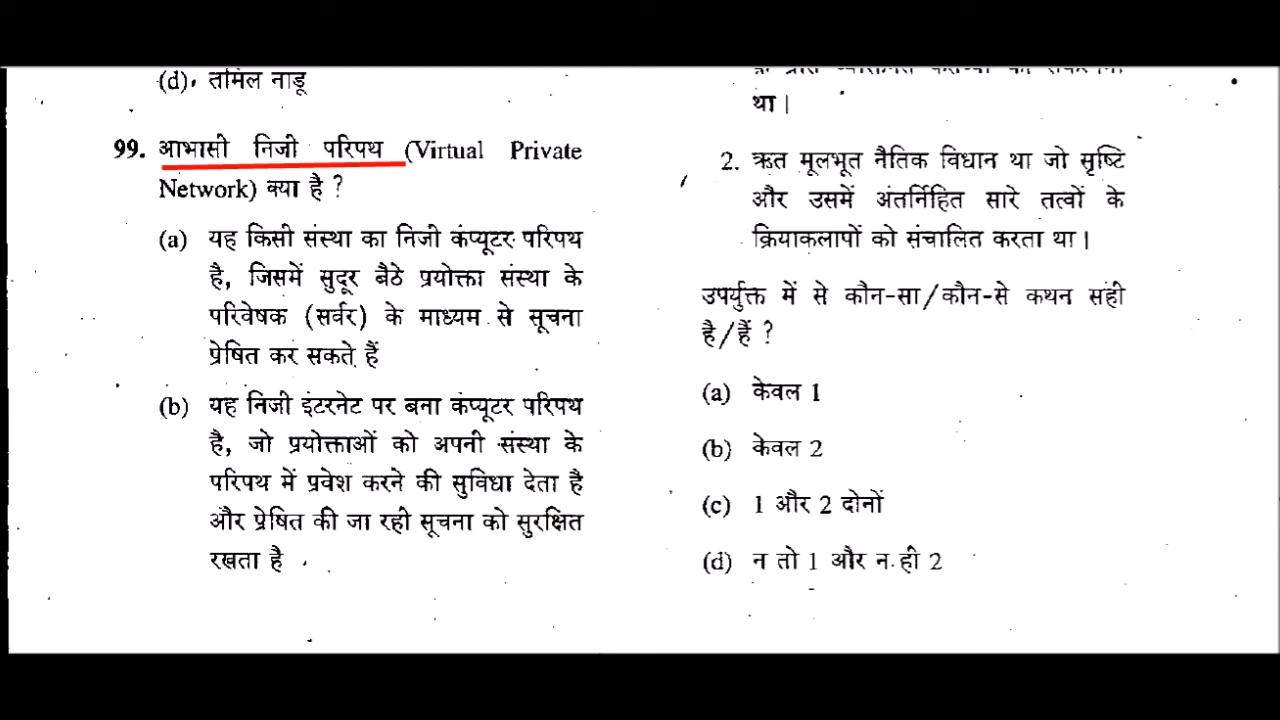 (d) तमिल नाडू
99. आभासी निजी परिपथ (Virtual Private
Network) क्या है ?
(a) यह किसी संस्था का निजी कंप्यूटर परिपथ
है, जिसमें सुदूर बैठे प्रयोक्ता संस्था के
परिवेषक (सर्वर) के माध्यम से सूचना
प्रेषित कर सकते हैं
(b) यह निजी इंटरनेट पर बना कंप्यूटर परिपथ
है, जो प्रयोक्ताओं को अपनी संस्था के
परिपथ में प्रवेश करने की सुविधा देता है
और प्रेषित की जा रही सूचना को सुरक्षित
रखता है
था।
2. ऋत मूलभूत नैतिक विधान था जो सृष्टि
और उसमें अंतर्निहित सारे तत्वों के
क्रियाकलापों को संचालित करता था।
उपर्युक्त में से कौन-सा/कौन-से कथन सही
है/हैं ?
(a) केवल 1
(b) केवल 2
(c) 1 और 2 दोनों
(d) न तो 1 और न ही 2